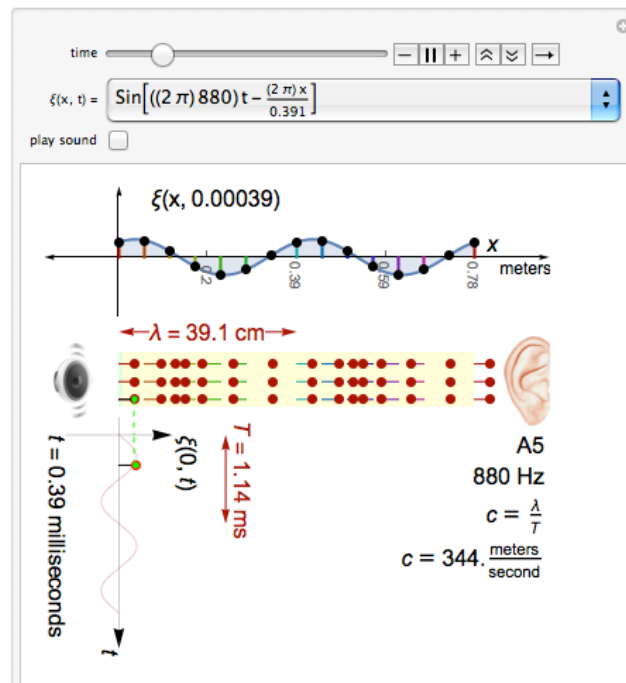 time
ξ(x, t) = Sin[((2 π) 880) t − (2 π) x / 0.391]
play sound
ξ(x, 0.00039)
x
0.2 0.39 0.59 0.78 meters
λ = 39.1 cm
ξ(0, t)
T = 1.14 ms
t = 0.39 milliseconds
t
A5
880 Hz
c = λ / T
c = 344. meters / second